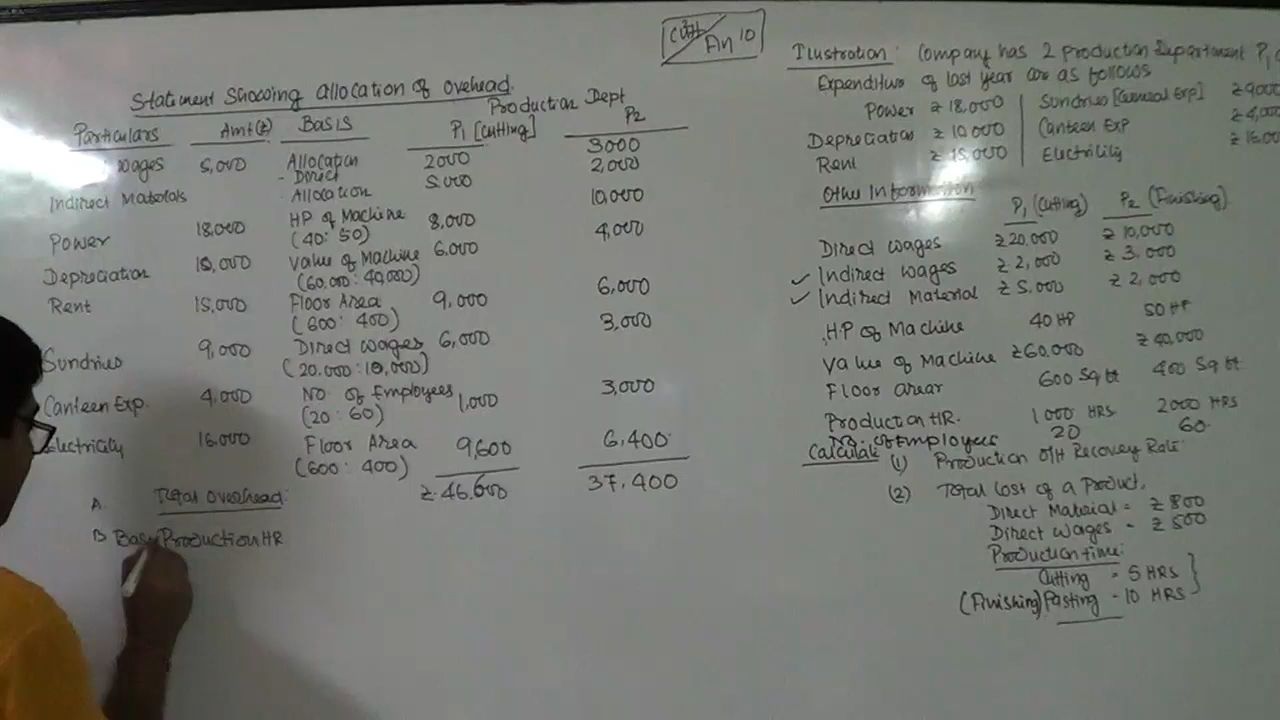 An 10
Statement Showing allocation of ovehead.
Production Dept
Particulars Amt(₹) BASIS P1 [Cutting] P2
Wages 5,000 Allocation 2000 3000
- Direct
Indirect Materials Allocation 5000 2,000
Power 18,000 HP of Machine 8,000 10,000
(40:50)
Depreciation 10,000 Value of Machine 6,000 4,000
(60,000:40,000)
Rent 15,000 Floor Area 9,000 6,000
(600:400)
Sundries 9,000 Direct wages 6,000 3,000
(20,000:10,000)
Canteen Exp. 4,000 No of Employees 1,000 3,000
(20:60)
Electricity 16,000 Floor Area 9,600 6,400
(600:400)
A. Total overhead: ₹ 46,600 37,400
B Production HR
Illustration: Company has 2 Production Department P1
Expenditure of last year are as follows
Power ₹ 18,000 Sundries [General Exp] ₹ 9000
Depreciation ₹ 10000 Canteen Exp ₹ 4,000
Rent ₹ 15,000 Electricity ₹ 16,000
Other Information
P1 (Cutting) P2 (Finishing)
Direct wages ₹ 20,000 ₹ 10,000
✓ Indirect wages ₹ 2,000 ₹ 3,000
✓ Indirect Material ₹ 5,000 ₹ 2,000
H.P of Machine 40 HP 50 HP
Value of Machine ₹ 60,000 ₹ 40,000
Floor arear 600 Sq bt 400 Sq bt
Production HR. 1000 HRS 2000 HRS
No. of Employees 20 60
Calculate (1) Production O/H Recovery Rate
(2) Total Cost of a Product.
Direct Material = ₹ 800
Direct Wages - ₹ 500
Production time:
Cutting = 5 HRS
(Finishing) Pasting - 10 HRS